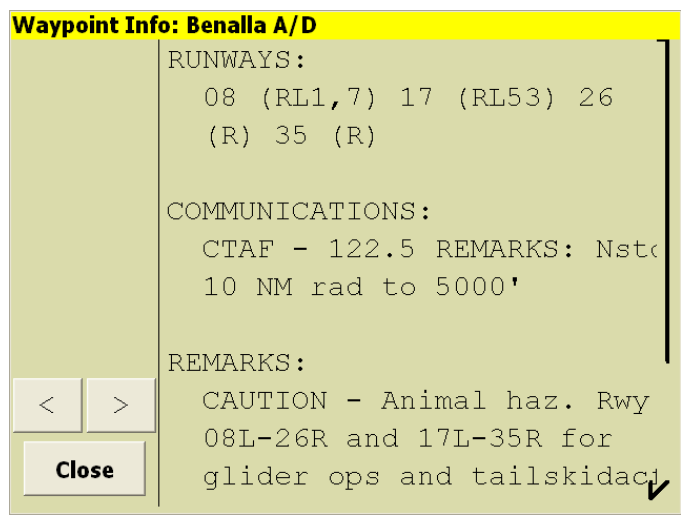 Waypoint Info: Benalla A/D
RUNWAYS:
08 (RL1,7) 17 (RL53) 26
(R) 35 (R)
COMMUNICATIONS:
CTAF - 122.5 REMARKS:
10 NM rad to 5000'
REMARKS:
CAUTION - Animal haz. Rwy
08L-26R and 17L-35R for
glider ops and
< >
Close